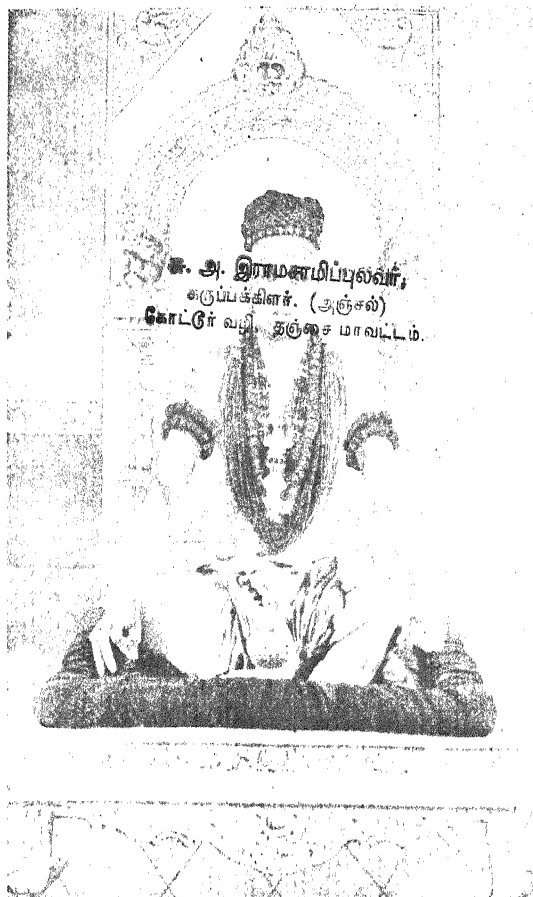 சு. அ. இராமசாமிப்புலவர்,
கருப்பக்கிளர். (அஞ்சல்)
கோட்டூர் வழி, தஞ்சை மாவட்டம்.